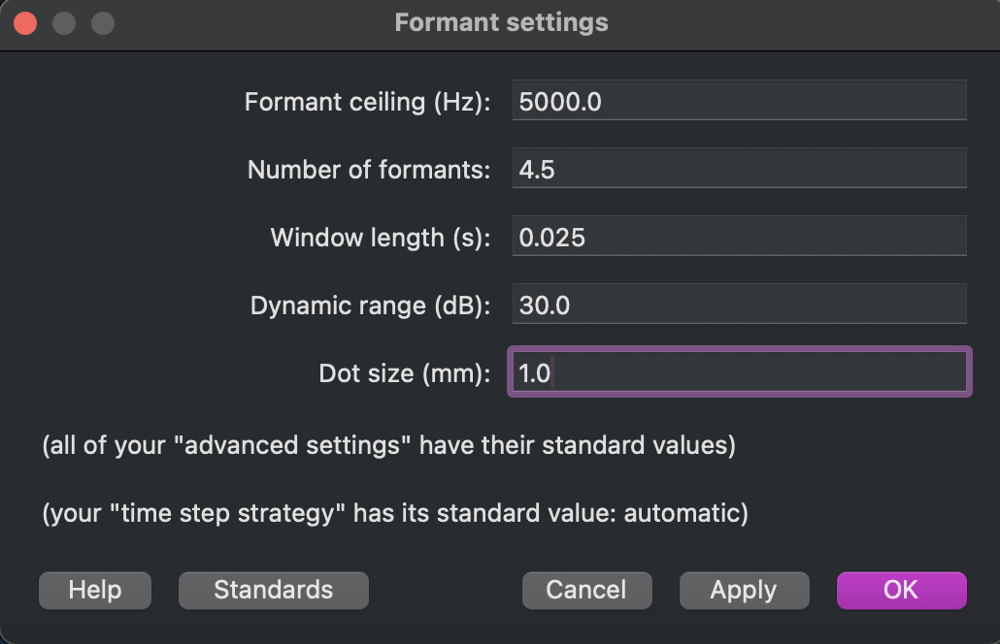 Formant settings
Formant ceiling (Hz): 5000.0
Number of formants: 4.5
Window length (s): 0.025
Dynamic range (dB): 30.0
Dot size (mm): 1.0
(all of your "advanced settings" have their standard values)
(your "time step strategy" has its standard value: automatic)
Help Standards Cancel Apply OK